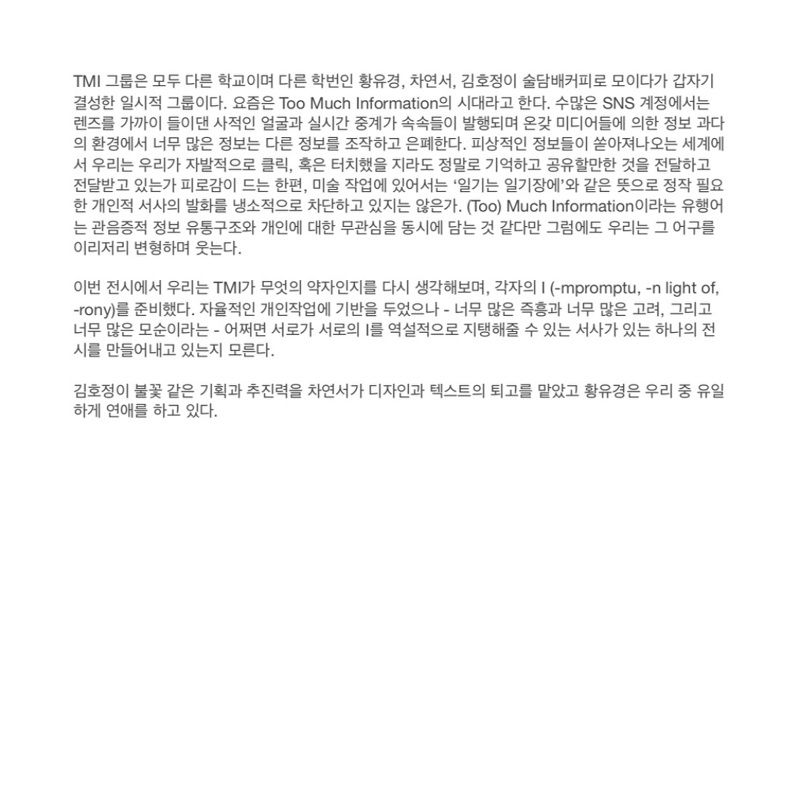 TMI 그룹은 모두 다른 학교이며 다른 학번인 황유경, 차연서, 김호정이 술담배커피로 모이다가 갑자기
결성한 일시적 그룹이다. 요즘은 Too Much Information의 시대라고 한다. 수많은 SNS 계정에서는
렌즈를 가까이 들이댄 사적인 얼굴과 실시간 중계가 속속들이 발행되며 온갖 미디어들에 의한 정보 과다
의 환경에서 너무 많은 정보는 다른 정보를 조작하고 은폐한다. 피상적인 정보들이 쏟아져나오는 세계에
서 우리는 우리가 자발적으로 클릭, 혹은 터치했을 지라도 정말로 기억하고 공유할만한 것을 전달하고
전달받고 있는가 피로감이 드는 한편, 미술 작업에 있어서는 ‘일기는 일기장에’와 같은 뜻으로 정작 필요
한 개인적 서사의 발화를 냉소적으로 차단하고 있지는 않은가. (Too) Much Information이라는 유행어
는 관음증적 정보 유통구조와 개인에 대한 무관심을 동시에 담는 것 같다만 그럼에도 우리는 그 어구를
이리저리 변형하며 웃는다.
이번 전시에서 우리는 TMI가 무엇의 약자인지를 다시 생각해보며, 각자의 I (-mpromptu, -n light of,
-rony)를 준비했다. 자율적인 개인작업에 기반을 두었으나 - 너무 많은 즉흥과 너무 많은 고려, 그리고
너무 많은 모순이라는 - 어쩌면 서로가 서로의 I를 역설적으로 지탱해줄 수 있는 서사가 있는 하나의 전
시를 만들어내고 있는지 모른다.
김호정이 불꽃 같은 기획과 추진력을 차연서가 디자인과 텍스트의 퇴고를 맡았고 황유경은 우리 중 유일
하게 연애를 하고 있다.